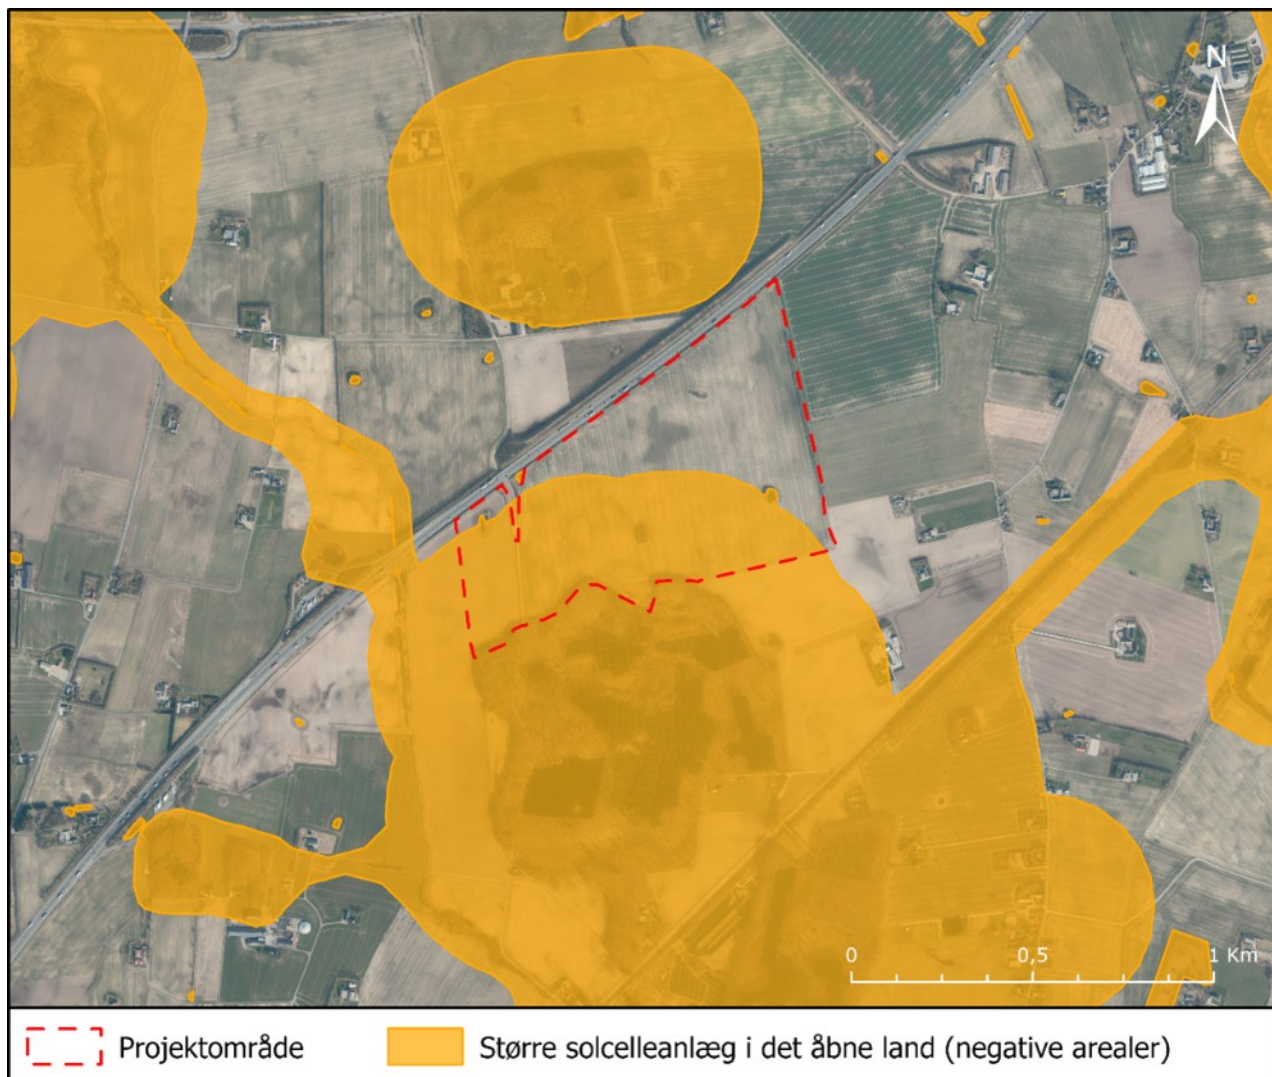 N
0 0,5 1 Km
Projektområde
Større solcelleanlæg i det åbne land (negative arealer)